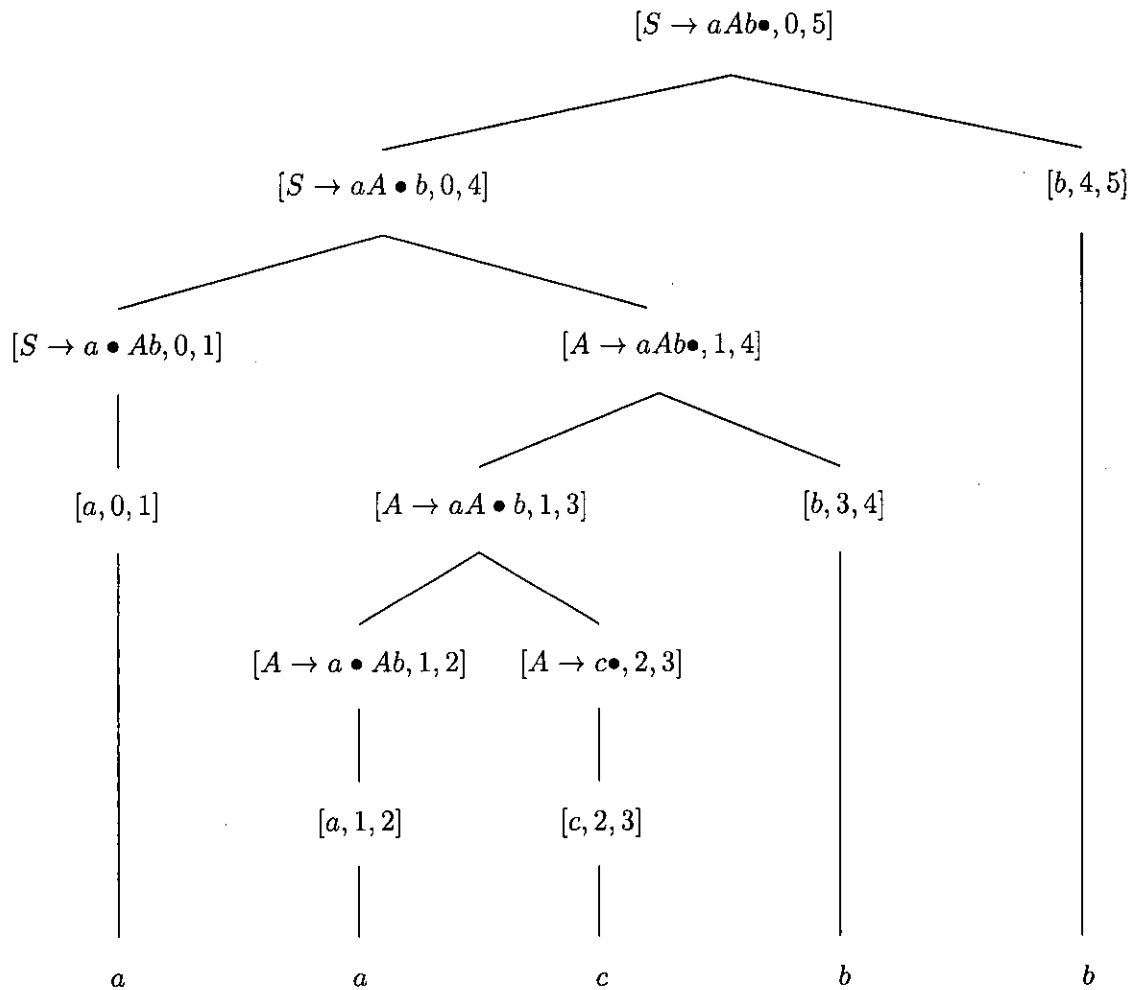 [S → aAb•, 0, 5]
[S → aA • b, 0, 4] [b, 4, 5]
[S → a • Ab, 0, 1] [A → aAb•, 1, 4]
[a, 0, 1] [A → aA • b, 1, 3] [b, 3, 4]
[A → a • Ab, 1, 2] [A → c•, 2, 3]
[a, 1, 2] [c, 2, 3]
a a c b b